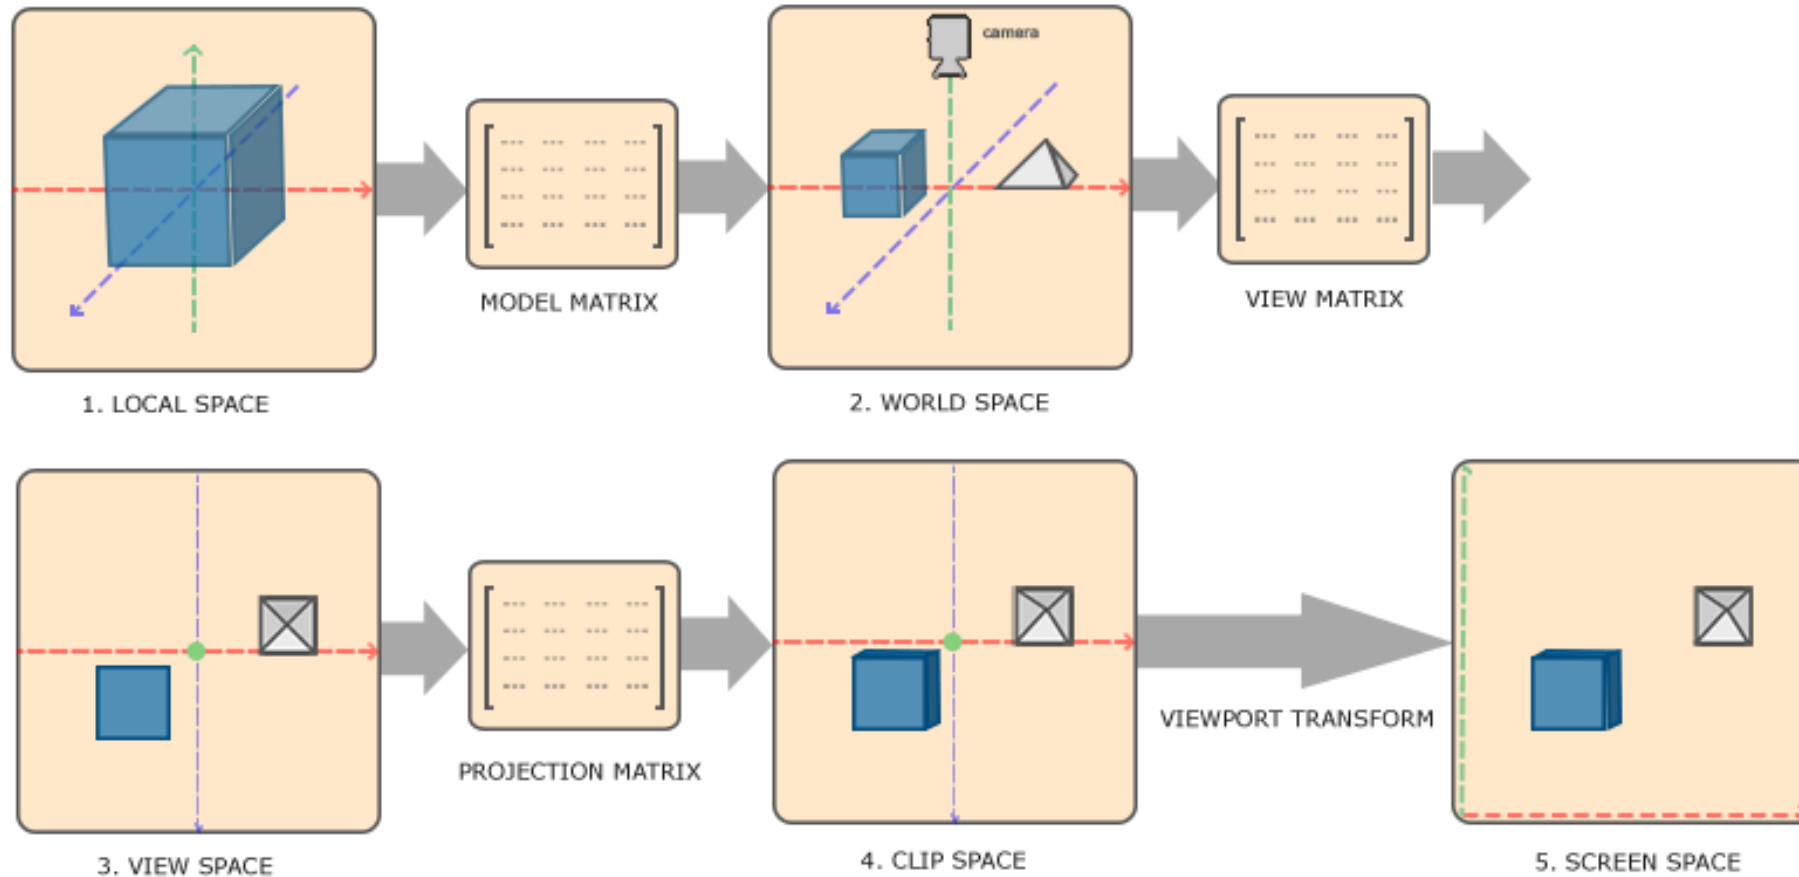 camera
MODEL MATRIX
VIEW MATRIX
1. LOCAL SPACE
2. WORLD SPACE
PROJECTION MATRIX
VIEWPORT TRANSFORM
3. VIEW SPACE
4. CLIP SPACE
5. SCREEN SPACE